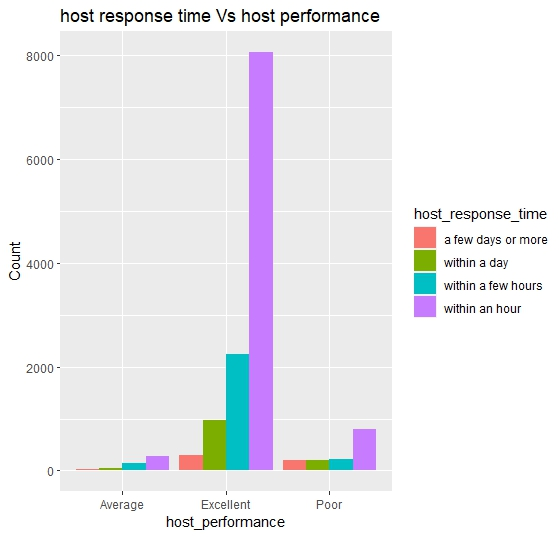 host response time Vs host performance
Count
8000
6000
4000
2000
0
Average
Excellent
Poor
host_performance
host_response_time
a few days or more
within a day
within a few hours
within an hour